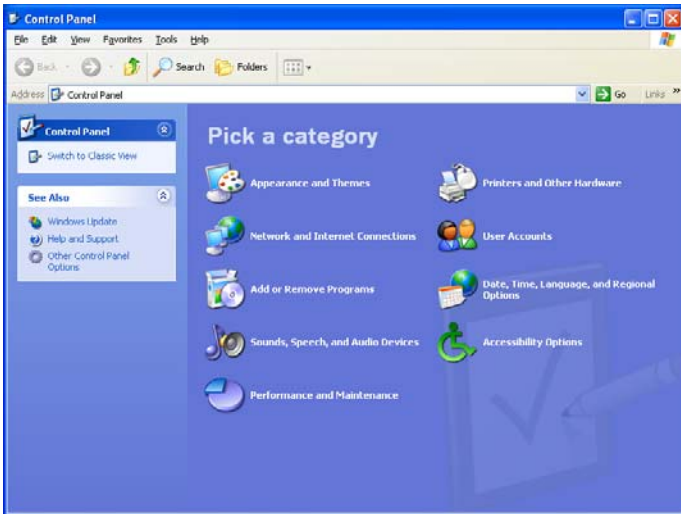 Control Panel
File Edit View Favorites Tools Help
Back Search Folders
Address Control Panel Go Links »
Control Panel
Switch to Classic View
See Also
Windows Update
Help and Support
Other Control Panel
Options
Pick a category
Appearance and Themes
Printers and Other Hardware
Network and Internet Connections
User Accounts
Add or Remove Programs
Date, Time, Language, and Regional
Options
Sounds, Speech, and Audio Devices
Accessibility Options
Performance and Maintenance